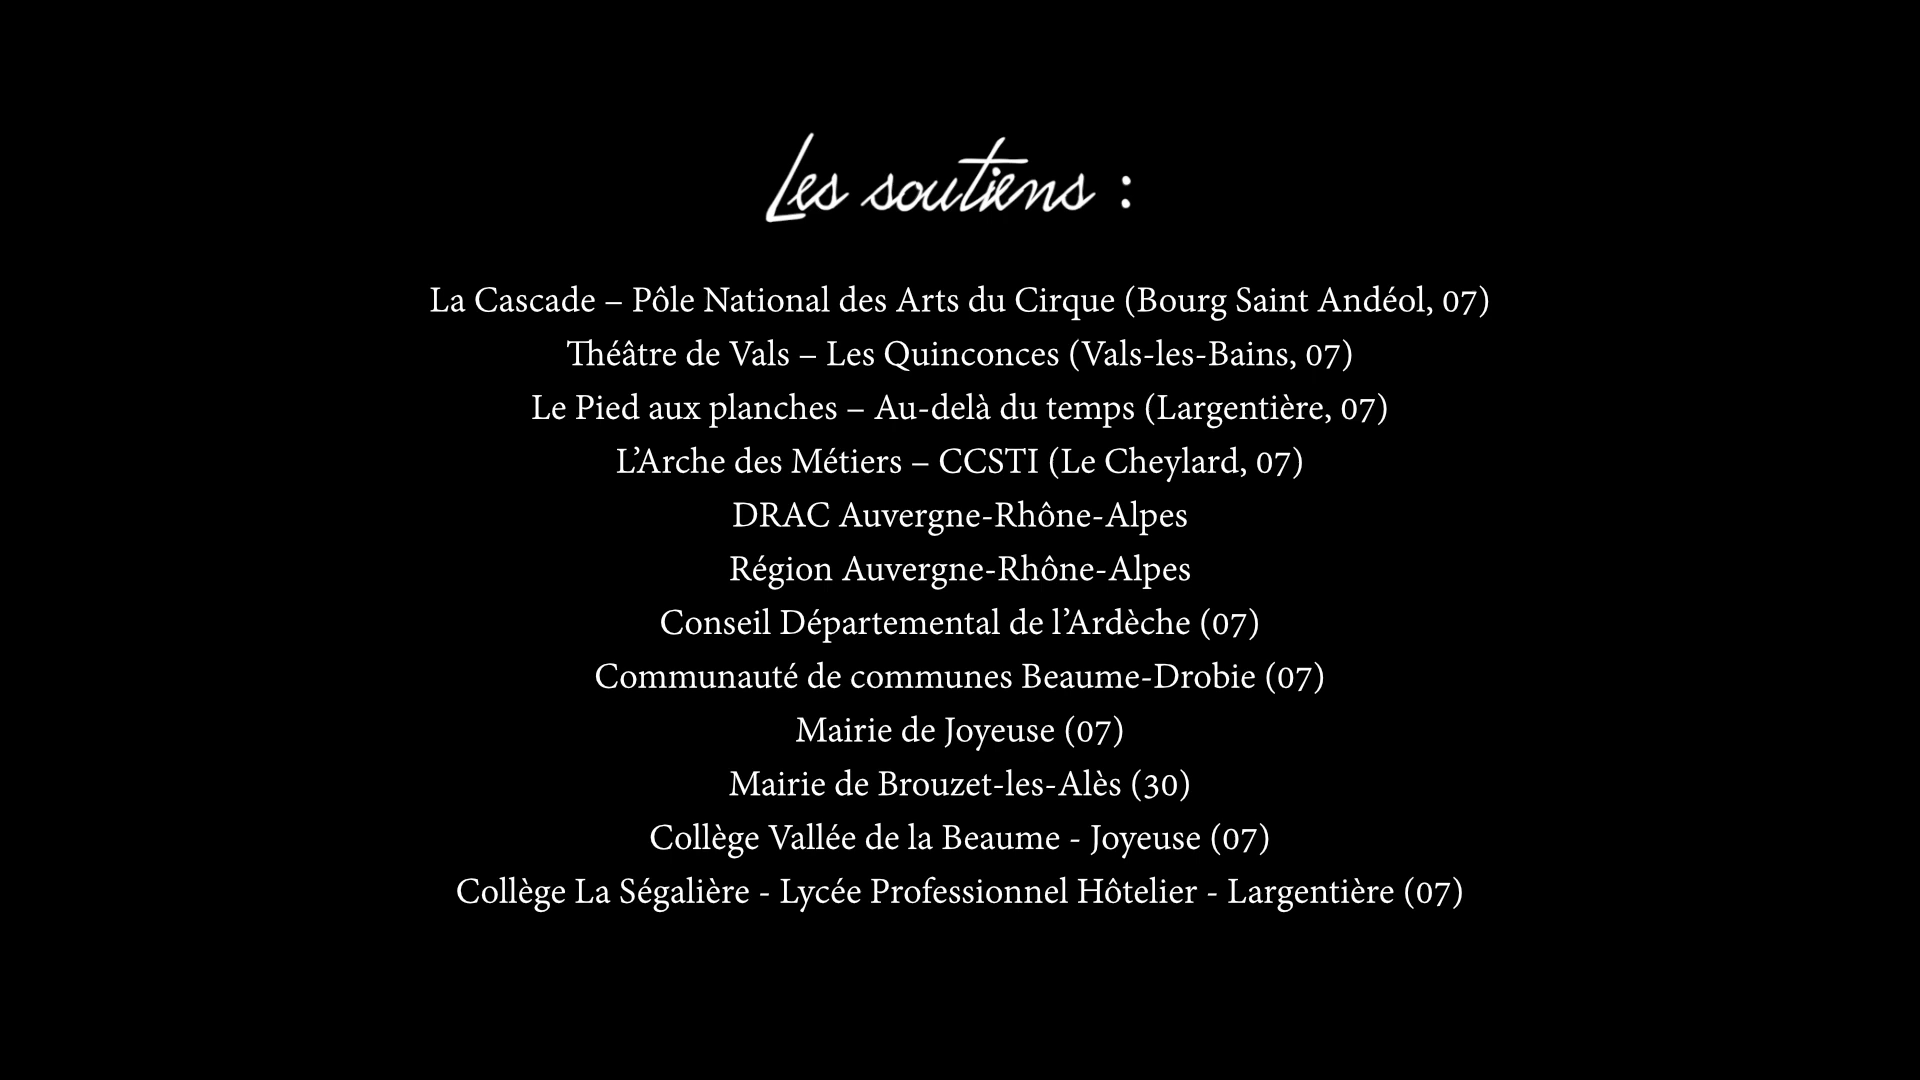 Les soutiens :
La Cascade – Pôle National des Arts du Cirque (Bourg Saint Andéol, 07)
Théâtre de Vals – Les Quinconces (Vals-les-Bains, 07)
Le Pied aux planches – Au-delà du temps (Largentière, 07)
L’Arche des Métiers – CCSTI (Le Cheylard, 07)
DRAC Auvergne-Rhône-Alpes
Région Auvergne-Rhône-Alpes
Conseil Départemental de l’Ardèche (07)
Communauté de communes Beaume-Drobie (07)
Mairie de Joyeuse (07)
Mairie de Brouzet-les-Alès (30)
Collège Vallée de la Beaume - Joyeuse (07)
Collège La Ségalière - Lycée Professionnel Hôtelier - Largentière (07)